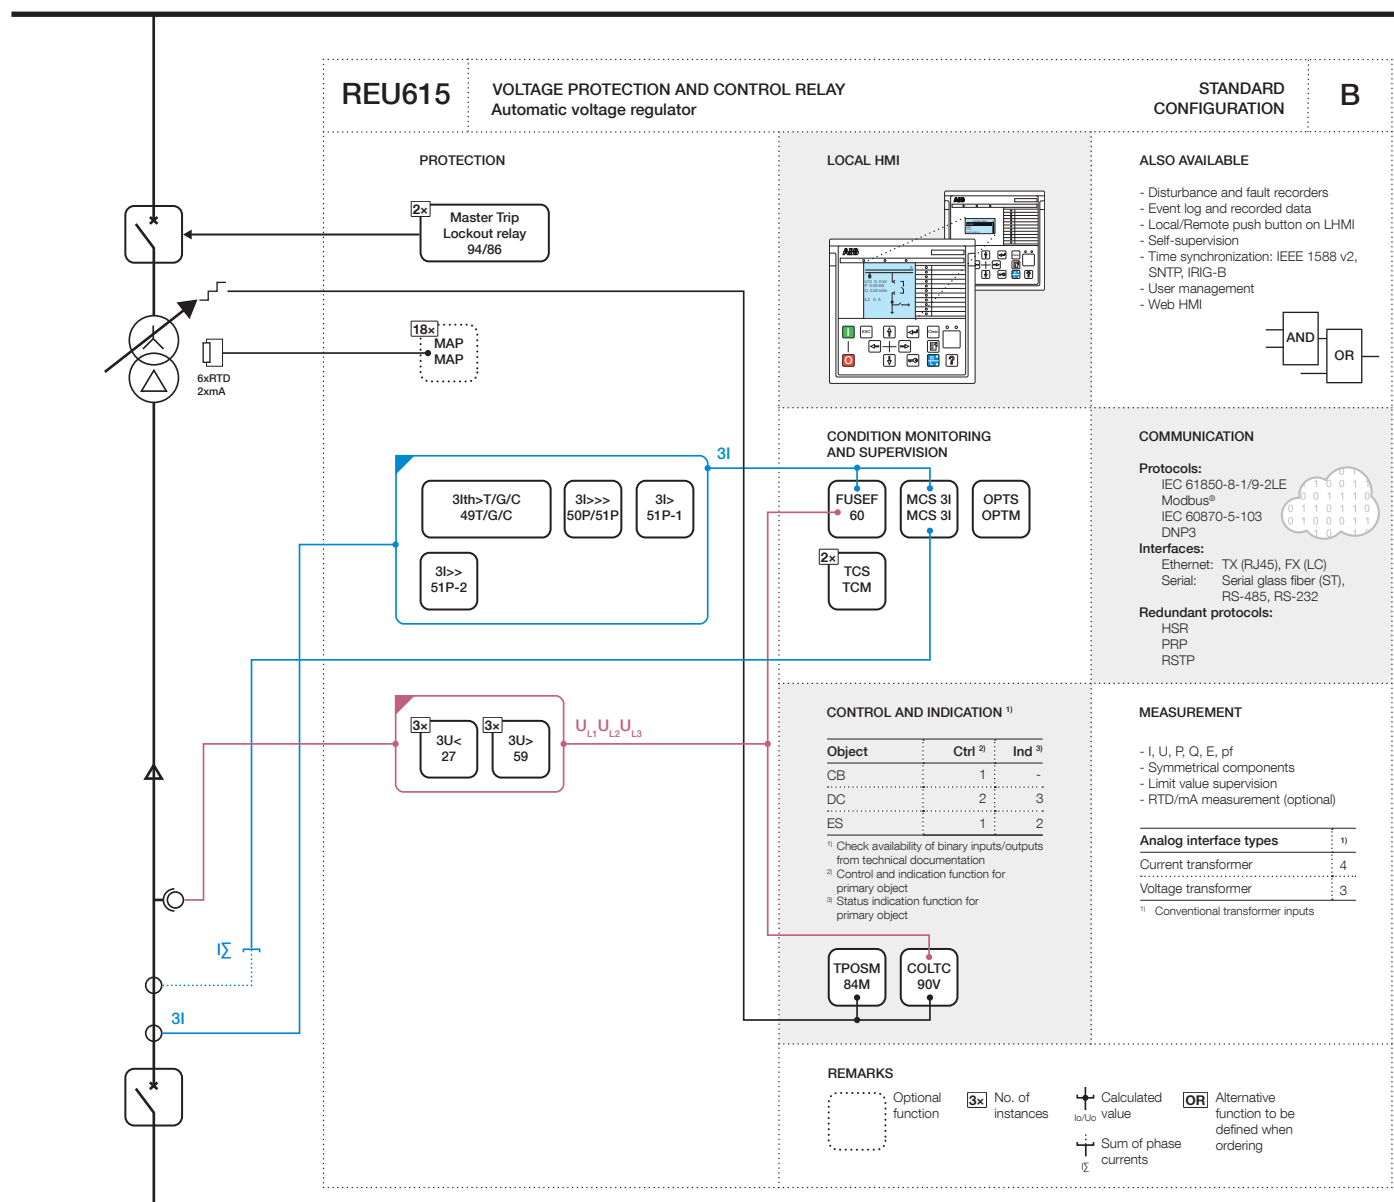 REU615
VOLTAGE PROTECTION AND CONTROL RELAY
Automatic voltage regulator
STANDARD
CONFIGURATION
B
PROTECTION
2×
Master Trip
Lockout relay
94/86
18×
MAP
MAP
6xRTD
2xmA
3I
3Ith>T/G/C
49T/G/C
3I>>>
50P/51P
3I>
51P-1
3I>>
51P-2
3×
3U<
27
3×
3U>
59
UL1UL2UL3
I∑
3I
LOCAL HMI
ALSO AVAILABLE
- Disturbance and fault recorders
- Event log and recorded data
- Local/Remote push button on LHMI
- Self-supervision
- Time synchronization: IEEE 1588 v2,
SNTP, IRIG-B
- User management
- Web HMI
AND
OR
CONDITION MONITORING
AND SUPERVISION
FUSEF
60
MCS 3I
MCS 3I
OPTS
OPTM
2×
TCS
TCM
COMMUNICATION
Protocols:
IEC 61850-8-1/9-2LE
Modbus®
IEC 60870-5-103
DNP3
Interfaces:
Ethernet: TX (RJ45), FX (LC)
Serial: Serial glass fiber (ST),
RS-485, RS-232
Redundant protocols:
HSR
PRP
RSTP
CONTROL AND INDICATION 1)
Object Ctrl 2) Ind 3)
CB 1 -
DC 2 3
ES 1 2
1) Check availability of binary inputs/outputs
from technical documentation
2) Control and indication function for
primary object
3) Status indication function for
primary object
TPOSM
84M
COLTC
90V
MEASUREMENT
- I, U, P, Q, E, pf
- Symmetrical components
- Limit value supervision
- RTD/mA measurement (optional)
Analog interface types 1)
Current transformer 4
Voltage transformer 3
1) Conventional transformer inputs
REMARKS
Optional
function
3×
No. of
instances
Io/Uo
Calculated
value
I∑
Sum of phase
currents
OR
Alternative
function to be
defined when
ordering